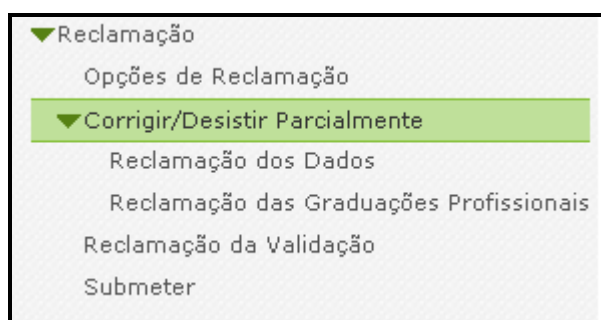 Reclamação
Opções de Reclamação
Corrigir/Desistir Parcialmente
Reclamação dos Dados
Reclamação das Graduações Profissionais
Reclamação da Validação
Submeter